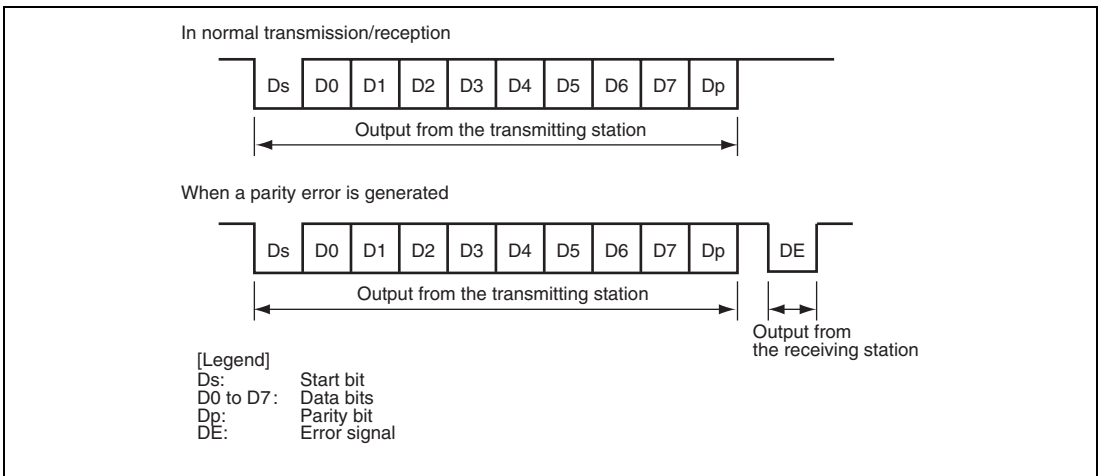 In normal transmission/reception
Ds D0 D1 D2 D3 D4 D5 D6 D7 Dp
Output from the transmitting station
When a parity error is generated
Ds D0 D1 D2 D3 D4 D5 D6 D7 Dp DE
Output from the transmitting station
Output from
the receiving station
[Legend]
Ds: Start bit
D0 to D7: Data bits
Dp: Parity bit
DE: Error signal